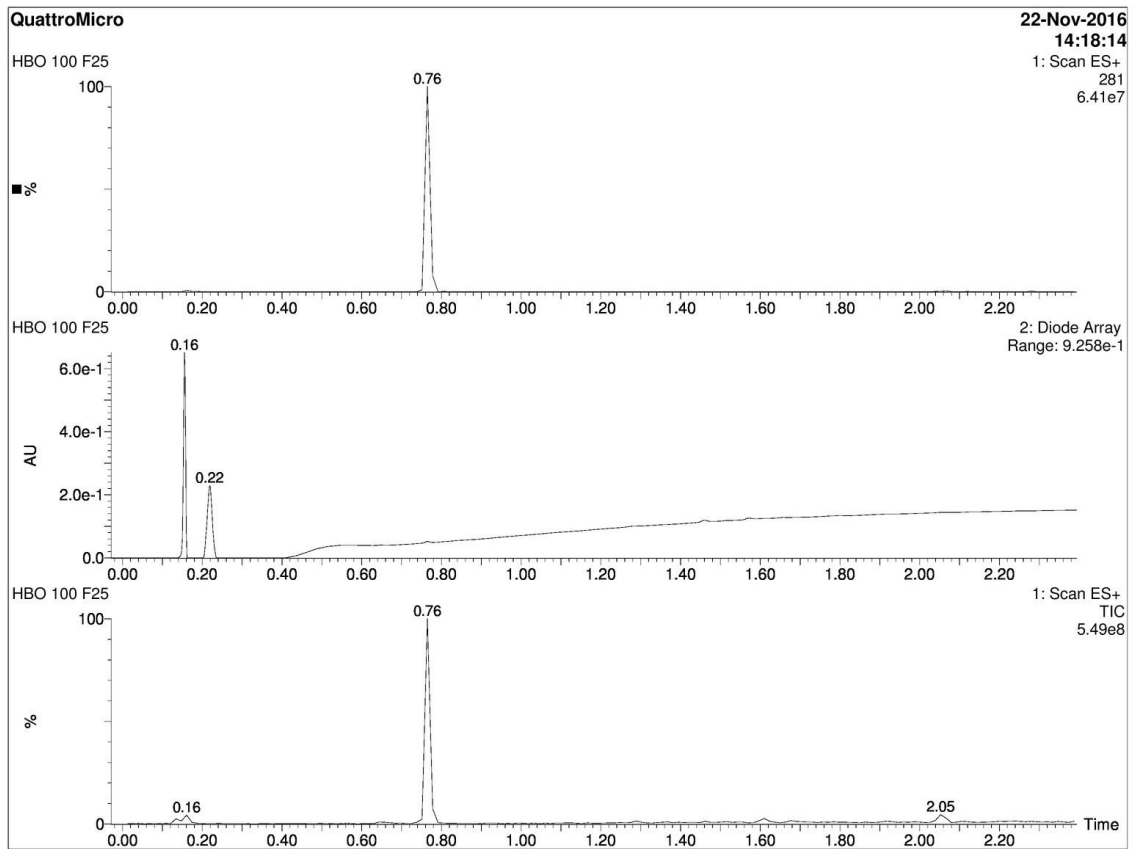 QuattroMicro
22-Nov-2016
14:18:14
HBO 100 F25
1: Scan ES+
281
6.41e7
0.76
100
%
0
0.00 0.20 0.40 0.60 0.80 1.00 1.20 1.40 1.60 1.80 2.00 2.20
HBO 100 F25
2: Diode Array
Range: 9.258e-1
0.16
6.0e-1
4.0e-1
AU
0.22
2.0e-1
0.0
0.00 0.20 0.40 0.60 0.80 1.00 1.20 1.40 1.60 1.80 2.00 2.20
HBO 100 F25
1: Scan ES+
TIC
5.49e8
0.76
100
%
0.16
2.05
0
Time
0.00 0.20 0.40 0.60 0.80 1.00 1.20 1.40 1.60 1.80 2.00 2.20